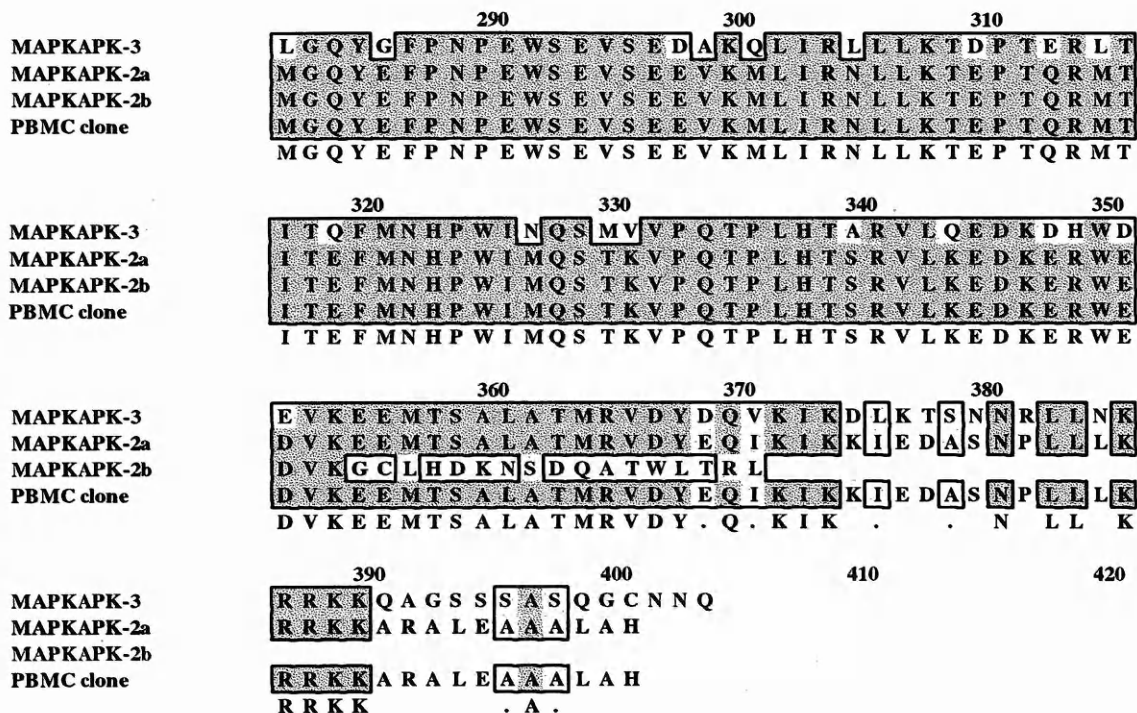 290 300 310
MAPKAPK-3 L G Q Y G F P N P E W S E V S E D A K Q L I R L L L K T D P T E R L T
MAPKAPK-2a M G Q Y E F P N P E W S E V S E E V K M L I R N L L K T E P T Q R M T
MAPKAPK-2b M G Q Y E F P N P E W S E V S E E V K M L I R N L L K T E P T Q R M T
PBMC clone M G Q Y E F P N P E W S E V S E E V K M L I R N L L K T E P T Q R M T
M G Q Y E F P N P E W S E V S E E V K M L I R N L L K T E P T Q R M T
320 330 340 350
MAPKAPK-3 I T Q F M N H P W I N Q S M V V P Q T P L H T A R V L Q E D K D H W D
MAPKAPK-2a I T E F M N H P W I M Q S T K V P Q T P L H T S R V L K E D K E R W E
MAPKAPK-2b I T E F M N H P W I M Q S T K V P Q T P L H T S R V L K E D K E R W E
PBMC clone I T E F M N H P W I M Q S T K V P Q T P L H T S R V L K E D K E R W E
I T E F M N H P W I M Q S T K V P Q T P L H T S R V L K E D K E R W E
360 370 380
MAPKAPK-3 E V K E E M T S A L A T M R V D Y D Q V K I K D L K T S N N R L L N K
MAPKAPK-2a D V K E E M T S A L A T M R V D Y E Q I K I K K I E D A S N P L L L K
MAPKAPK-2b D V K G C L H D K N S D Q A T W L T R L
PBMC clone D V K E E M T S A L A T M R V D Y E Q I K I K K I E D A S N P L L L K
D V K E E M T S A L A T M R V D Y . Q . K I K . . N L L K
390 400 410 420
MAPKAPK-3 R R K K Q A G S S S A S Q G C N N Q
MAPKAPK-2a R R K K A R A L E A A A L A H
MAPKAPK-2b
PBMC clone R R K K A R A L E A A A L A H
R R K K . A .